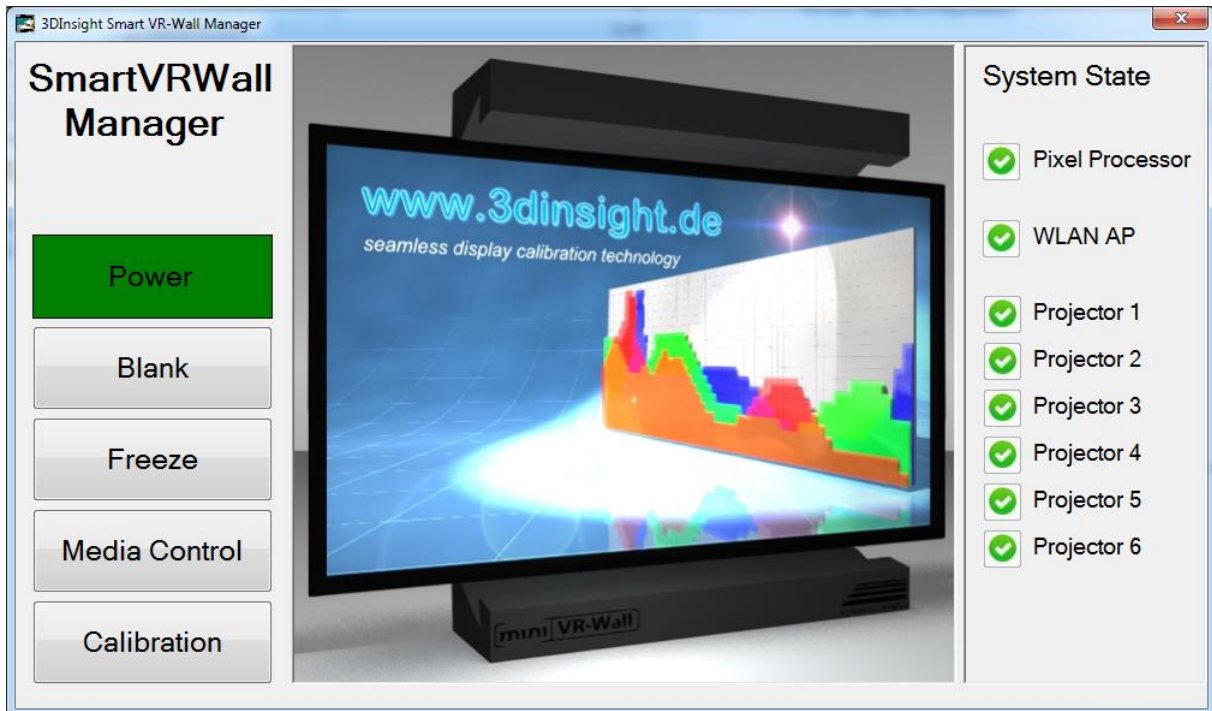 3DInsight Smart VR-Wall Manager
SmartVRWall
Manager
Power
Blank
Freeze
Media Control
Calibration
www.3dinsight.de
seamless display calibration technology
mini VR-Wall
System State
Pixel Processor
WLAN AP
Projector 1
Projector 2
Projector 3
Projector 4
Projector 5
Projector 6